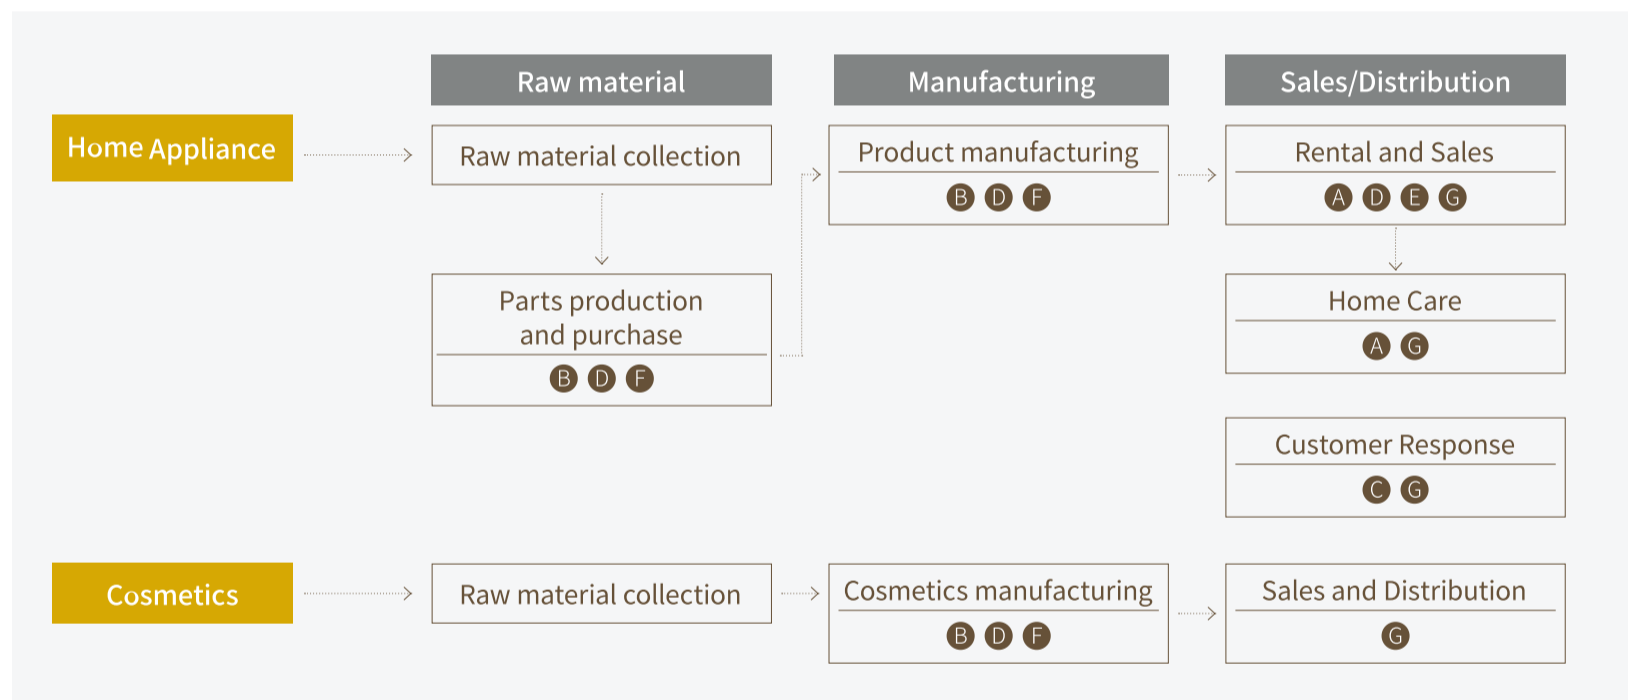 Raw material
Manufacturing
Sales/Distribution
Home Appliance
Raw material collection
Product manufacturing
B D F
Rental and Sales
A D E G
Parts production
and purchase
B D F
Home Care
A G
Customer Response
C G
Cosmetics
Raw material collection
Cosmetics manufacturing
B D F
Sales and Distribution
G